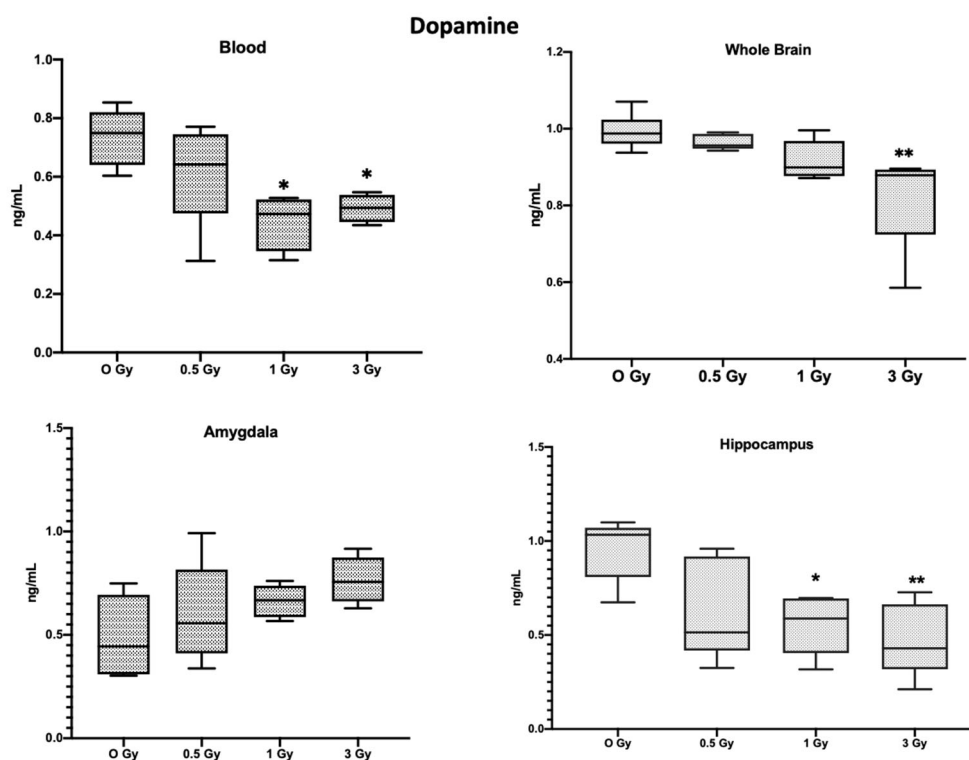 Dopamine
Blood
1.0
0.8
0.6
0.4
0.2
0.0
ng/mL
*
*
O Gy
0.5 Gy
1 Gy
3 Gy
Whole Brain
1.2
1.0
0.8
0.6
0.4
ng/mL
**
O Gy
0.5 Gy
1 Gy
3 Gy
Amygdala
1.5
1.0
0.5
0.0
ng/mL
O Gy
0.5 Gy
1 Gy
3 Gy
Hippocampus
1.5
1.0
0.5
0.0
ng/mL
*
**
O Gy
0.5 Gy
1 Gy
3 Gy